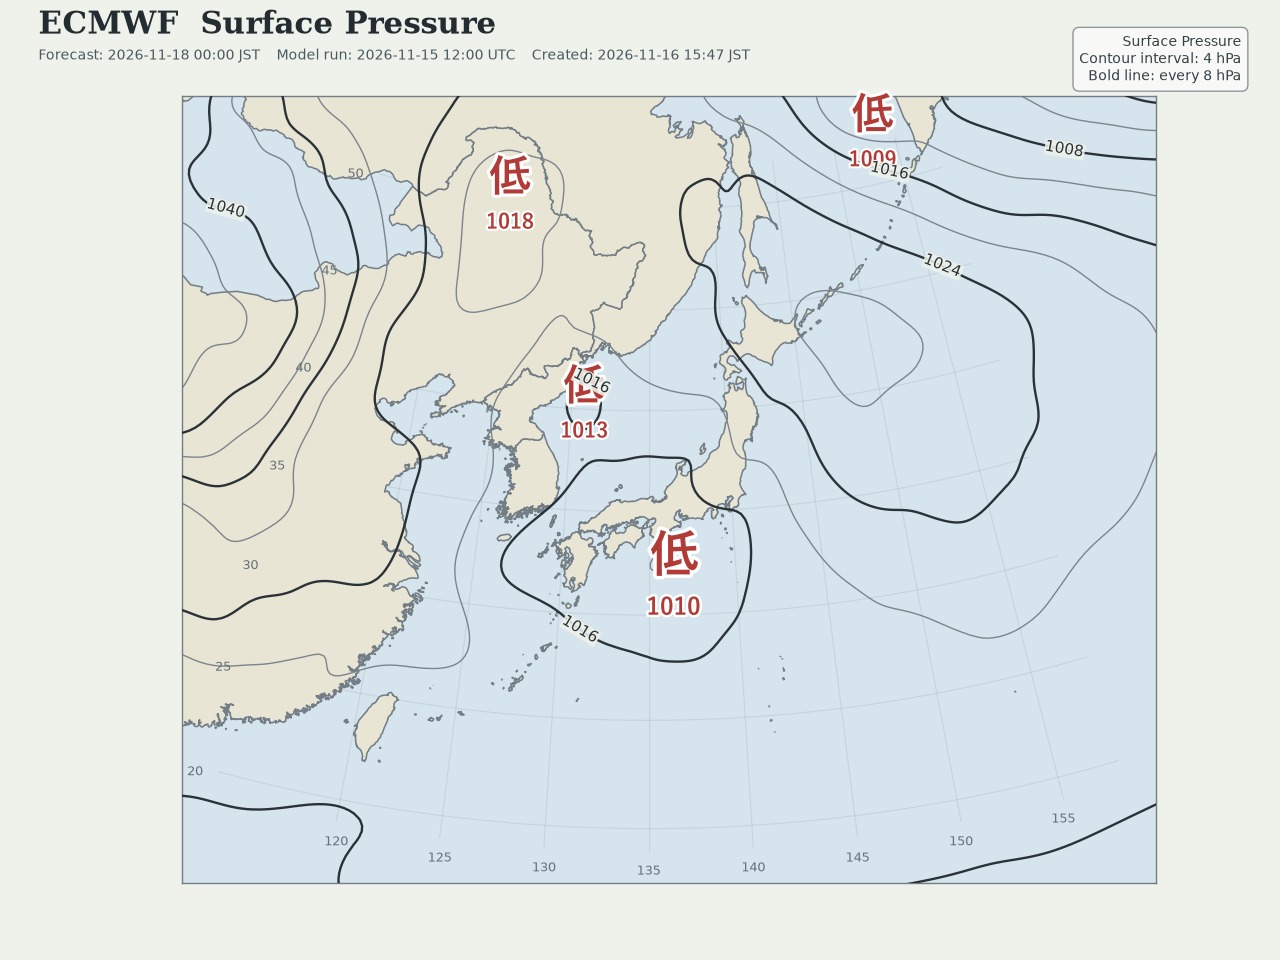 ECMWF  Surface Pressure
Forecast: 2026-11-18 00:00 JST    Model run: 2026-11-15 12:00 UTC    Created: 2026-11-16 15:47 JST
Surface Pressure
Contour interval: 4 hPa
Bold line: every 8 hPa
低
1009
1016
1008
低
1018
50
1040
45
1024
40
低
1016
1013
35
30
低
1010
1016
25
20
120
125
130
135
140
145
150
155